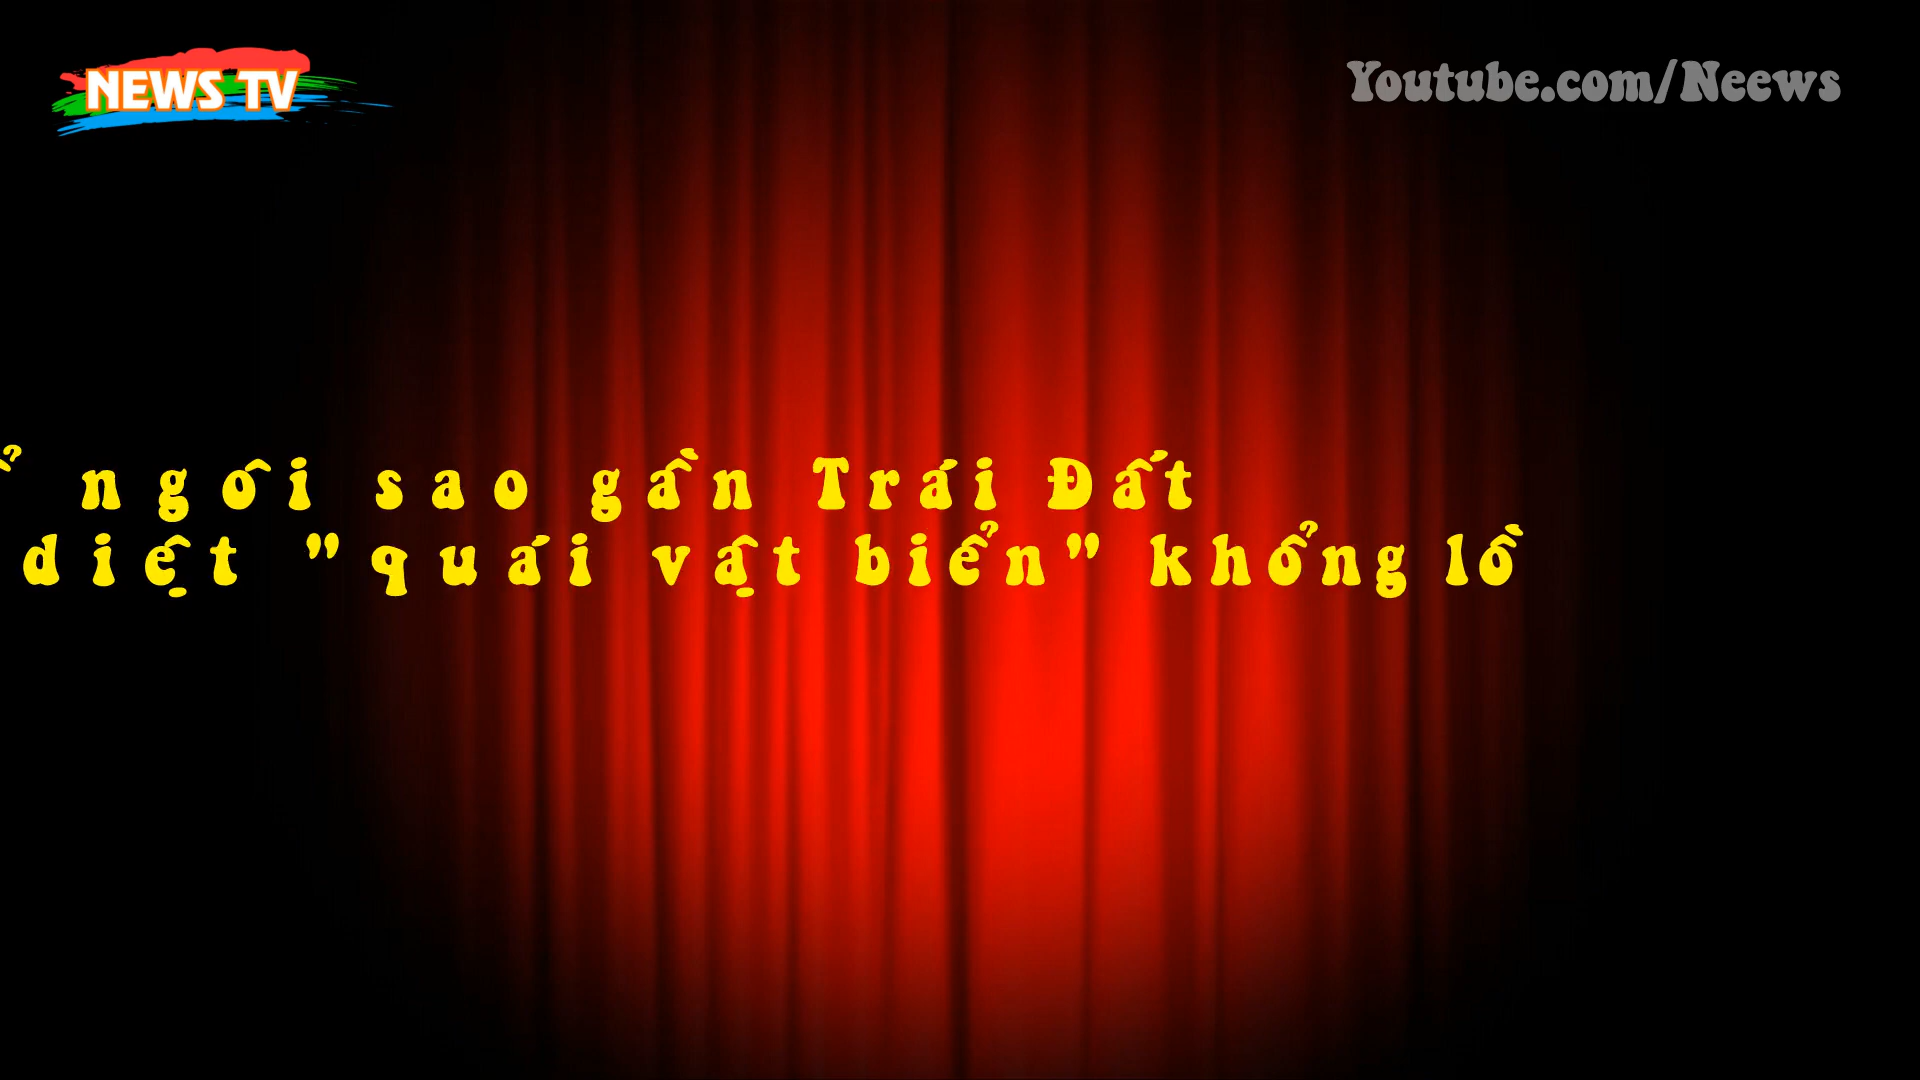 NEWS TV
Youtube.com/Neews
ngôi sao gần Trái Đất
diệt "quái vật biển" khổng lồ